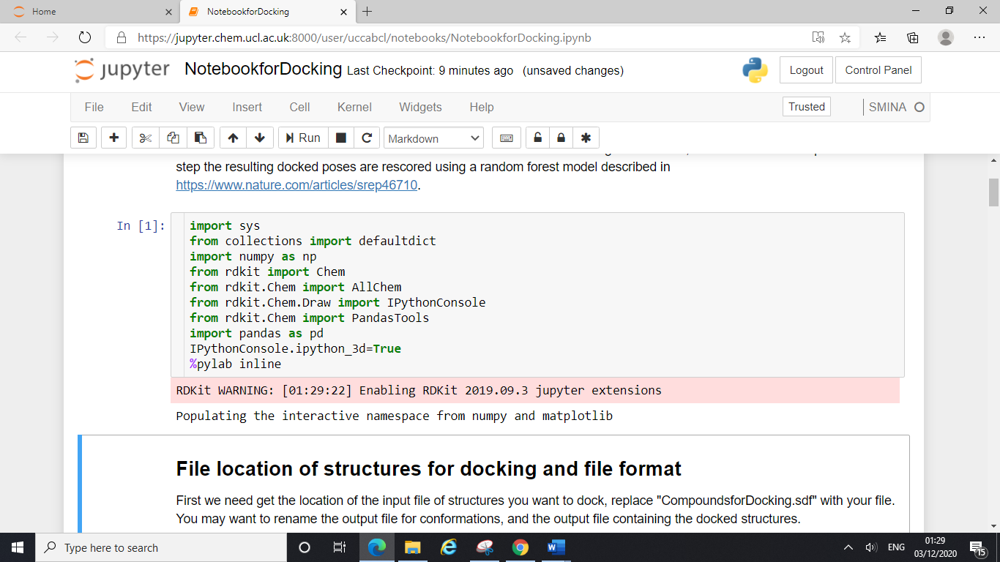 Home
NotebookforDocking
https://jupyter.chem.ucl.ac.uk:8000/user/uccabcl/notebooks/NotebookforDocking.ipynb
jupyter NotebookforDocking Last Checkpoint: 9 minutes ago (unsaved changes)
Logout Control Panel
File Edit View Insert Cell Kernel Widgets Help
Trusted SMINA
Run Markdown
step the resulting docked poses are rescored using a random forest model described in
https://www.nature.com/articles/srep46710.
In [1]:
import sys
from collections import defaultdict
import numpy as np
from rdkit import Chem
from rdkit.Chem import AllChem
from rdkit.Chem.Draw import IPythonConsole
from rdkit.Chem import PandasTools
import pandas as pd
IPythonConsole.ipython_3d=True
%pylab inline
RDKit WARNING: [01:29:22] Enabling RDKit 2019.09.3 jupyter extensions
Populating the interactive namespace from numpy and matplotlib
File location of structures for docking and file format
First we need get the location of the input file of structures you want to dock, replace "CompoundsforDocking.sdf" with your file.
You may want to rename the output file for conformations, and the output file containing the docked structures.
Type here to search
ENG
01:29
03/12/2020
15